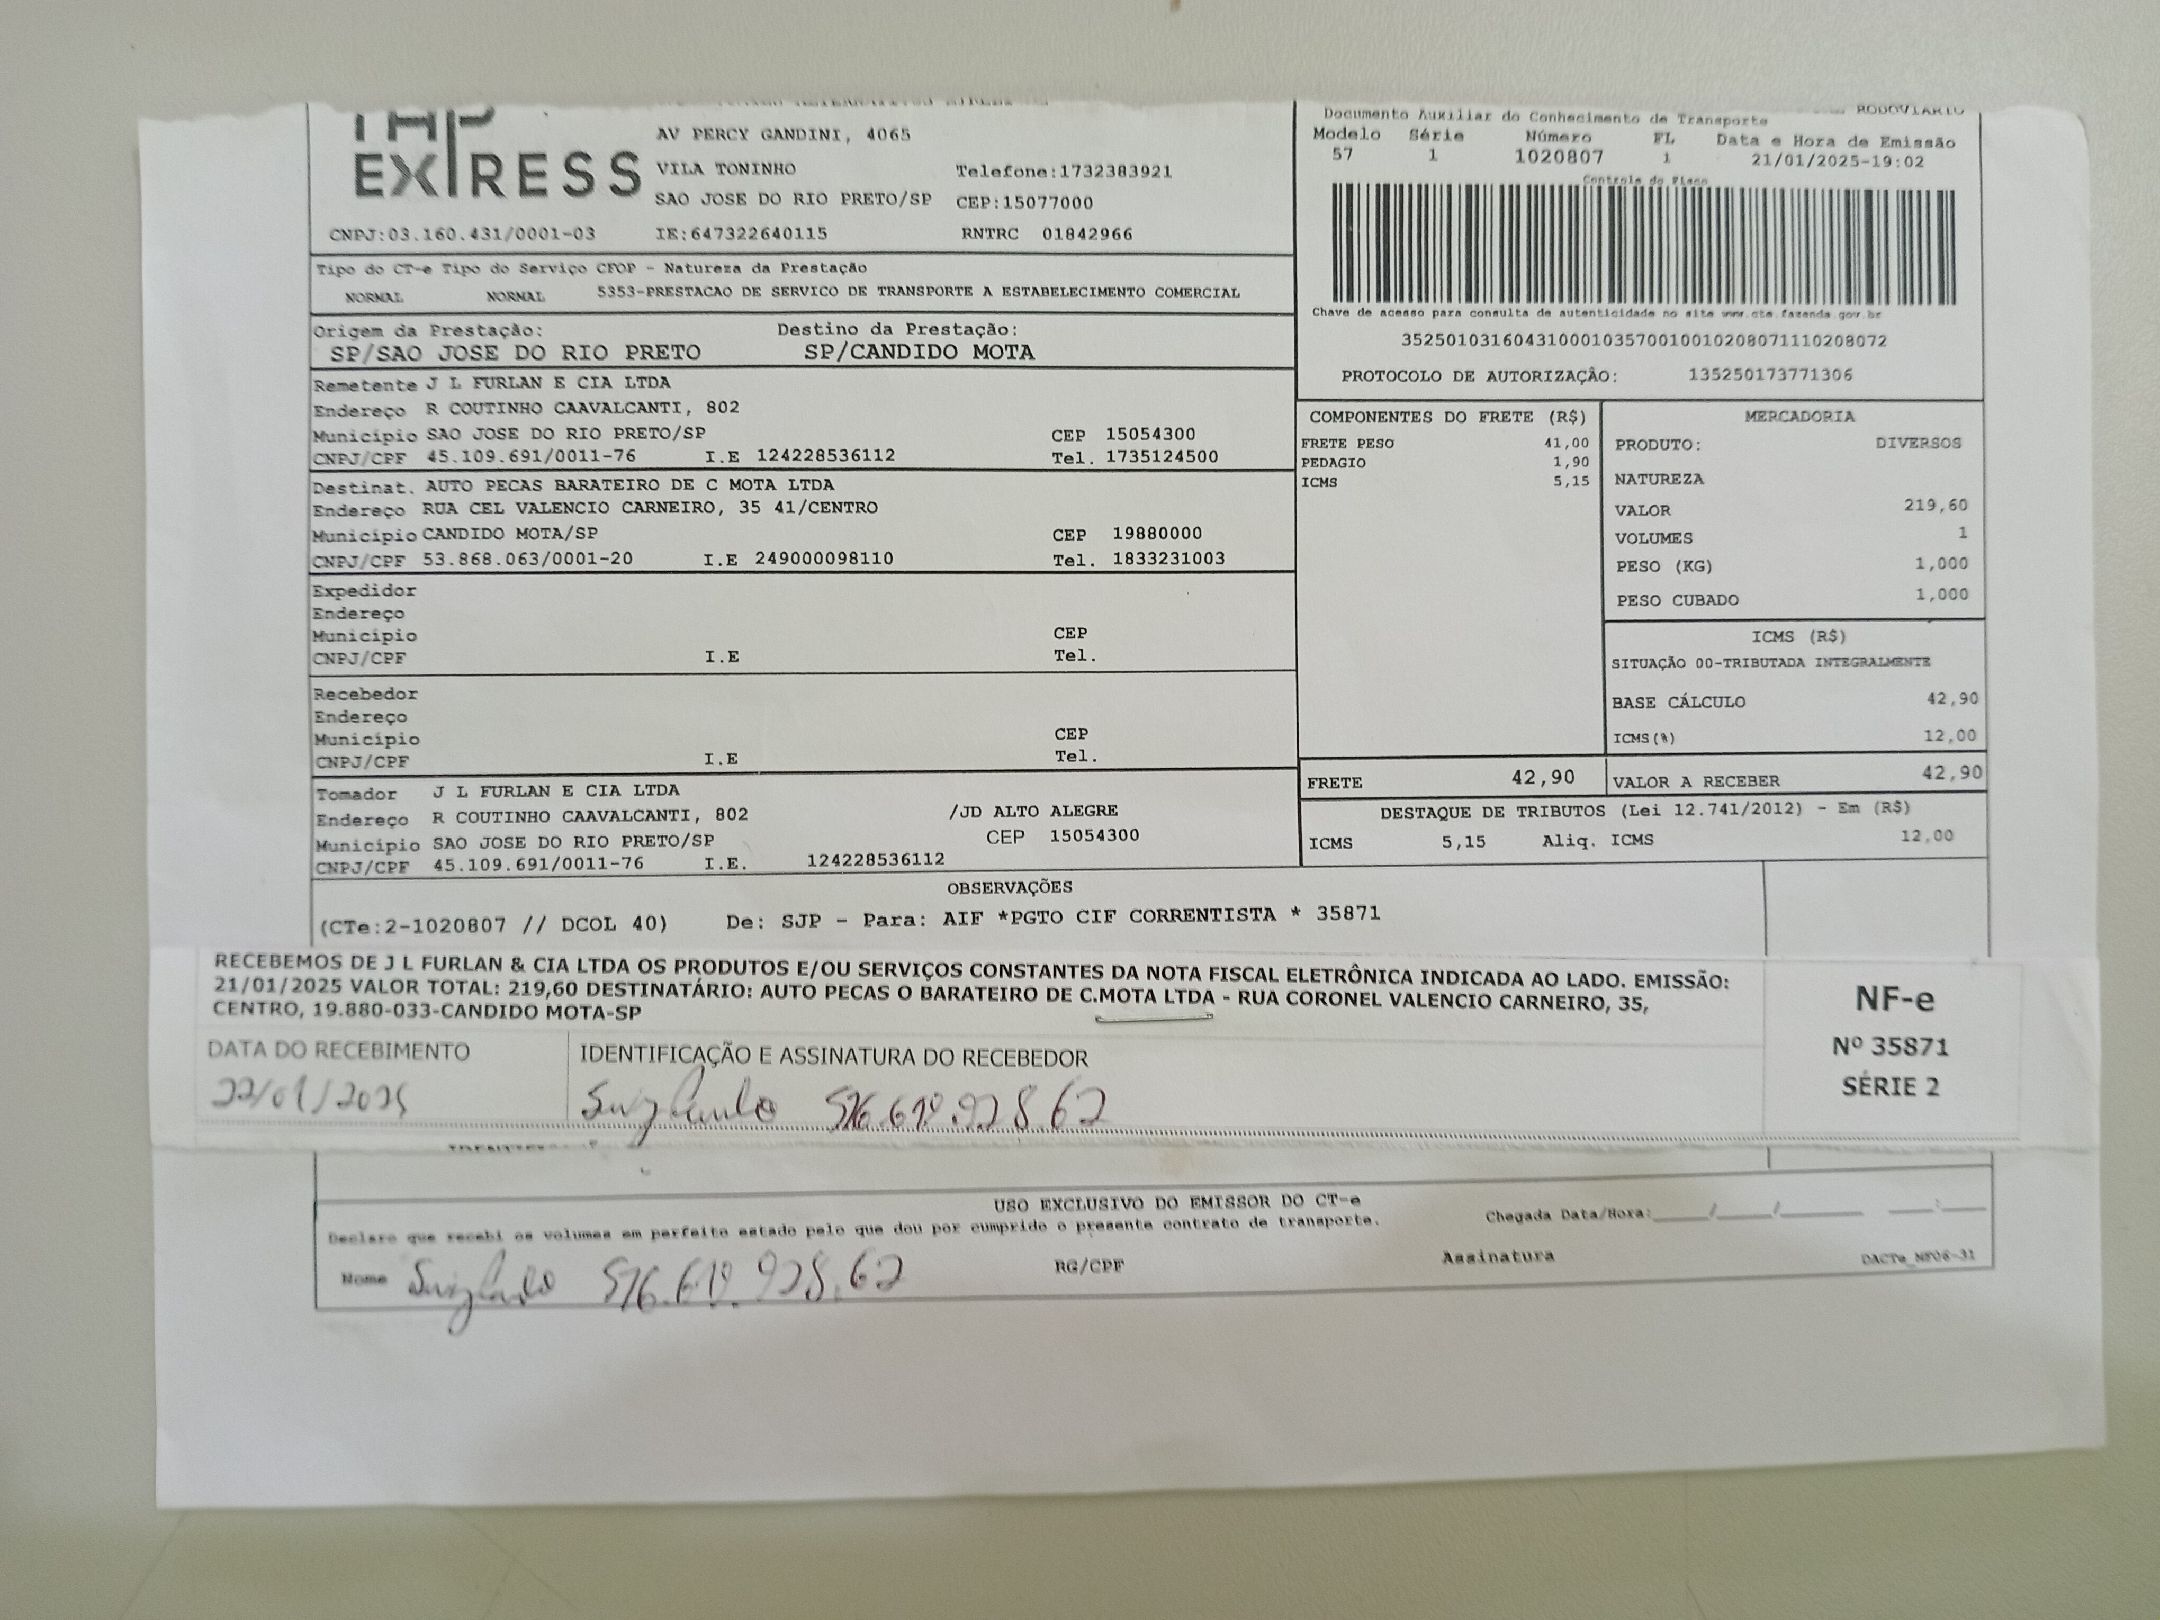 EXPRESS
AV PERCY GANDINI, 4065
VILA TONINHO Telefone:1732383921
SAO JOSE DO RIO PRETO/SP CEP:15077000
CNPJ:03.160.431/0001-03 IE:647322640115 RNTRC 01842966
RODOVIARIO
Documento Auxiliar do Conhecimento de Transporte
Modelo Série Número FL Data e Hora de Emissão
57 1 1020807 1 21/01/2025-19:02
Controle do Fisco
Chave de acesso para consulta de autenticidade no site www.cte.fazenda.gov.br
35250103160431000103570010010208071110208072
PROTOCOLO DE AUTORIZAÇÃO: 135250173771306
Tipo do CT-e Tipo do Serviço CFOP - Natureza da Prestação
NORMAL NORMAL 5353-PRESTACAO DE SERVICO DE TRANSPORTE A ESTABELECIMENTO COMERCIAL
Origem da Prestação: Destino da Prestação:
SP/SAO JOSE DO RIO PRETO SP/CANDIDO MOTA
Remetente J L FURLAN E CIA LTDA
Endereço R COUTINHO CAAVALCANTI, 802
Município SAO JOSE DO RIO PRETO/SP CEP 15054300
CNPJ/CPF 45.109.691/0011-76 I.E 124228536112 Tel. 1735124500
Destinat. AUTO PECAS BARATEIRO DE C MOTA LTDA
Endereço RUA CEL VALENCIO CARNEIRO, 35 41/CENTRO
Município CANDIDO MOTA/SP CEP 19880000
CNPJ/CPF 53.868.063/0001-20 I.E 249000098110 Tel. 1833231003
Expedidor
Endereço
Município CEP
CNPJ/CPF I.E Tel.
Recebedor
Endereço
Município CEP
CNPJ/CPF I.E Tel.
Tomador J L FURLAN E CIA LTDA
Endereço R COUTINHO CAAVALCANTI, 802 /JD ALTO ALEGRE
Município SAO JOSE DO RIO PRETO/SP CEP 15054300
CNPJ/CPF 45.109.691/0011-76 I.E. 124228536112
COMPONENTES DO FRETE (R$)
FRETE PESO 41,00
PEDAGIO 1,90
ICMS 5,15
MERCADORIA
PRODUTO: DIVERSOS
NATUREZA
VALOR 219,60
VOLUMES 1
PESO (KG) 1,000
PESO CUBADO 1,000
ICMS (R$)
SITUAÇÃO 00-TRIBUTADA INTEGRALMENTE
BASE CÁLCULO 42,90
ICMS(%) 12,00
FRETE 42,90 VALOR A RECEBER 42,90
DESTAQUE DE TRIBUTOS (Lei 12.741/2012) - Em (R$)
ICMS 5,15 Aliq. ICMS 12,00
OBSERVAÇÕES
(CTe:2-1020807 // DCOL 40) De: SJP - Para: AIF *PGTO CIF CORRENTISTA * 35871
RECEBEMOS DE J L FURLAN & CIA LTDA OS PRODUTOS E/OU SERVIÇOS CONSTANTES DA NOTA FISCAL ELETRÔNICA INDICADA AO LADO. EMISSÃO:
21/01/2025 VALOR TOTAL: 219,60 DESTINATÁRIO: AUTO PECAS O BARATEIRO DE C.MOTA LTDA - RUA CORONEL VALENCIO CARNEIRO, 35,
CENTRO, 19.880-033-CANDIDO MOTA-SP
NF-e
Nº 35871
SÉRIE 2
DATA DO RECEBIMENTO IDENTIFICAÇÃO E ASSINATURA DO RECEBEDOR
22/01/2025
USO EXCLUSIVO DO EMISSOR DO CT-e
Declaro que recebi os volumes em perfeito estado pelo que dou por cumprido o presente contrato de transporte. Chegada Data/Hora:
Nome RG/CPF Assinatura DACTe_NF06-31